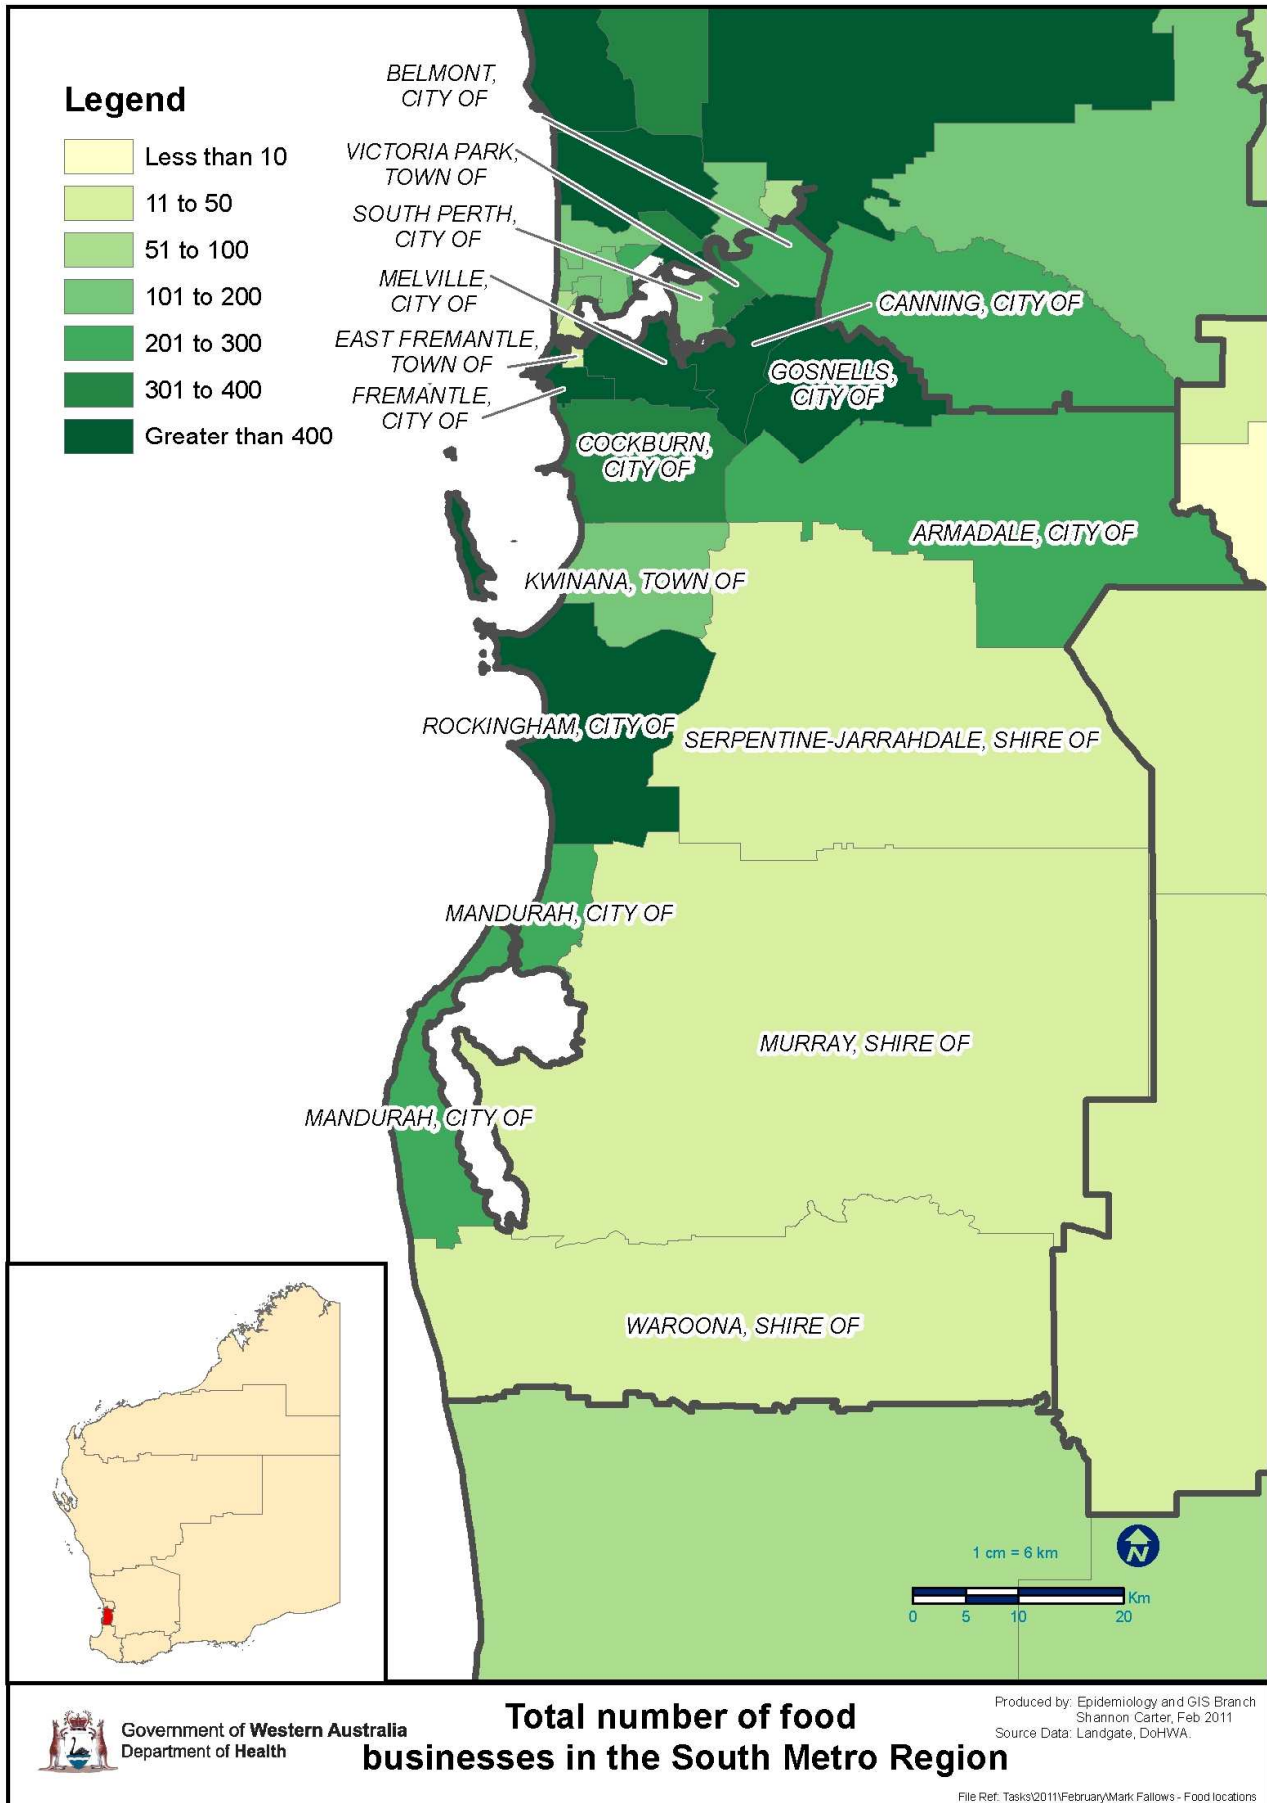 Legend
Less than 10
11 to 50
51 to 100
101 to 200
201 to 300
301 to 400
Greater than 400
BELMONT,
CITY OF
VICTORIA PARK,
TOWN OF
SOUTH PERTH,
CITY OF
MELVILLE,
CITY OF
EAST FREMANTLE,
TOWN OF
FREMANTLE,
CITY OF
CANNING, CITY OF
GOSNELLS,
CITY OF
COCKBURN,
CITY OF
ARMADALE, CITY OF
KWINANA, TOWN OF
ROCKINGHAM, CITY OF
SERPENTINE-JARRAHDALE, SHIRE OF
MANDURAH, CITY OF
MURRAY, SHIRE OF
MANDURAH, CITY OF
WAROONA, SHIRE OF
1 cm = 6 km
N
Km
0 5 10 20
Government of Western Australia
Department of Health
Total number of food
businesses in the South Metro Region
Produced by: Epidemiology and GIS Branch
Shannon Carter, Feb 2011
Source Data: Landgate, DoHWA.
File Ref: Tasks\2011\February\Mark Fallows - Food locations